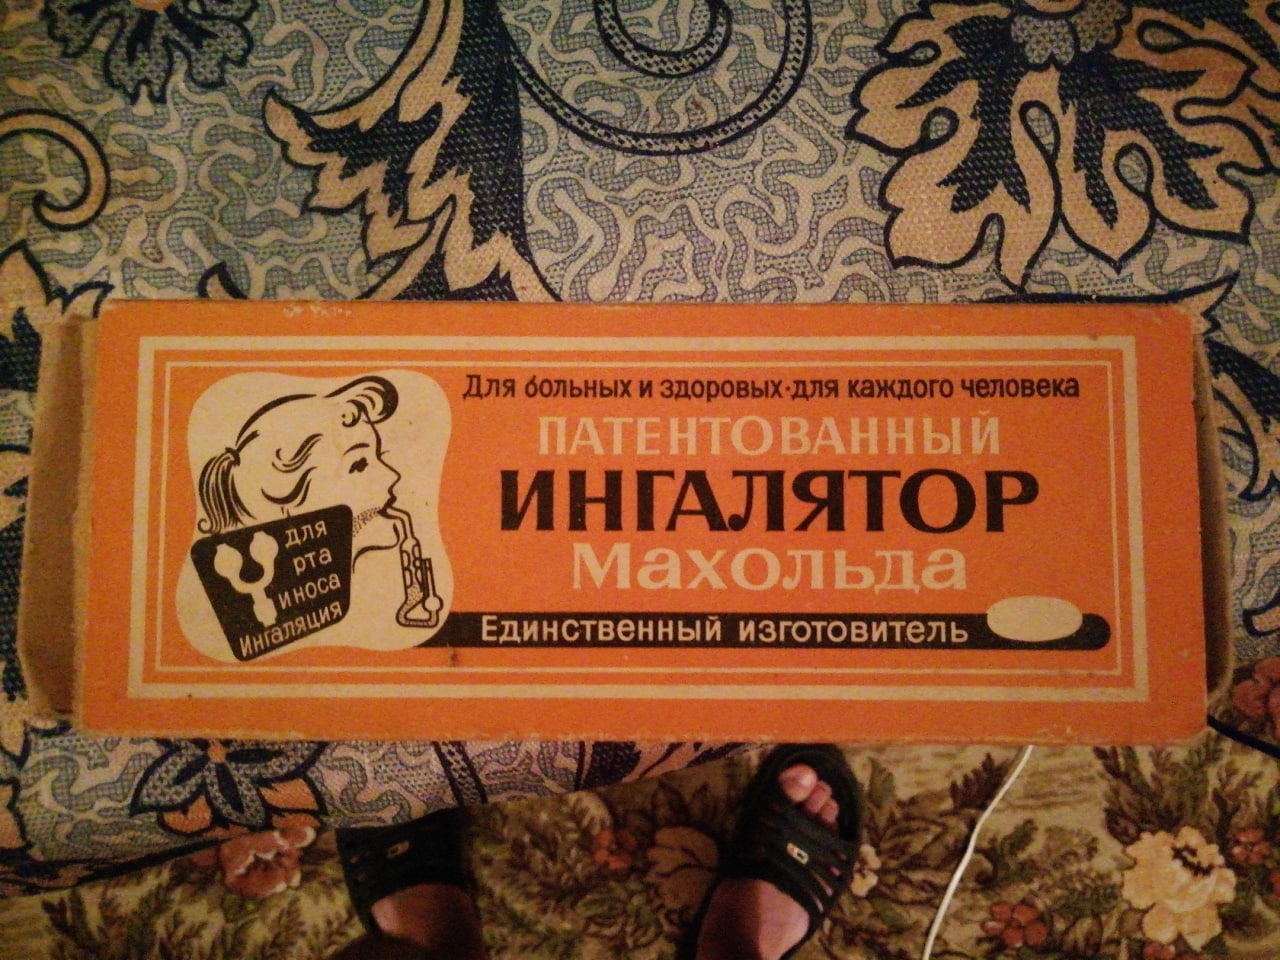 Для больных и здоровых·для каждого человека
ПАТЕНТОВАННЫЙ
ИНГАЛЯТОР
Махольда
Единственный изготовитель
для
рта
и носа
Ингаляция